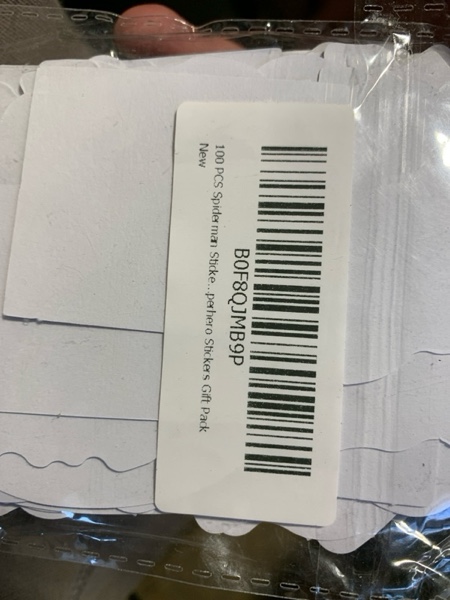 B0F8QJMB9P
100 PCS Spiderman Sticke...perhero Stickers Gift Pack
New